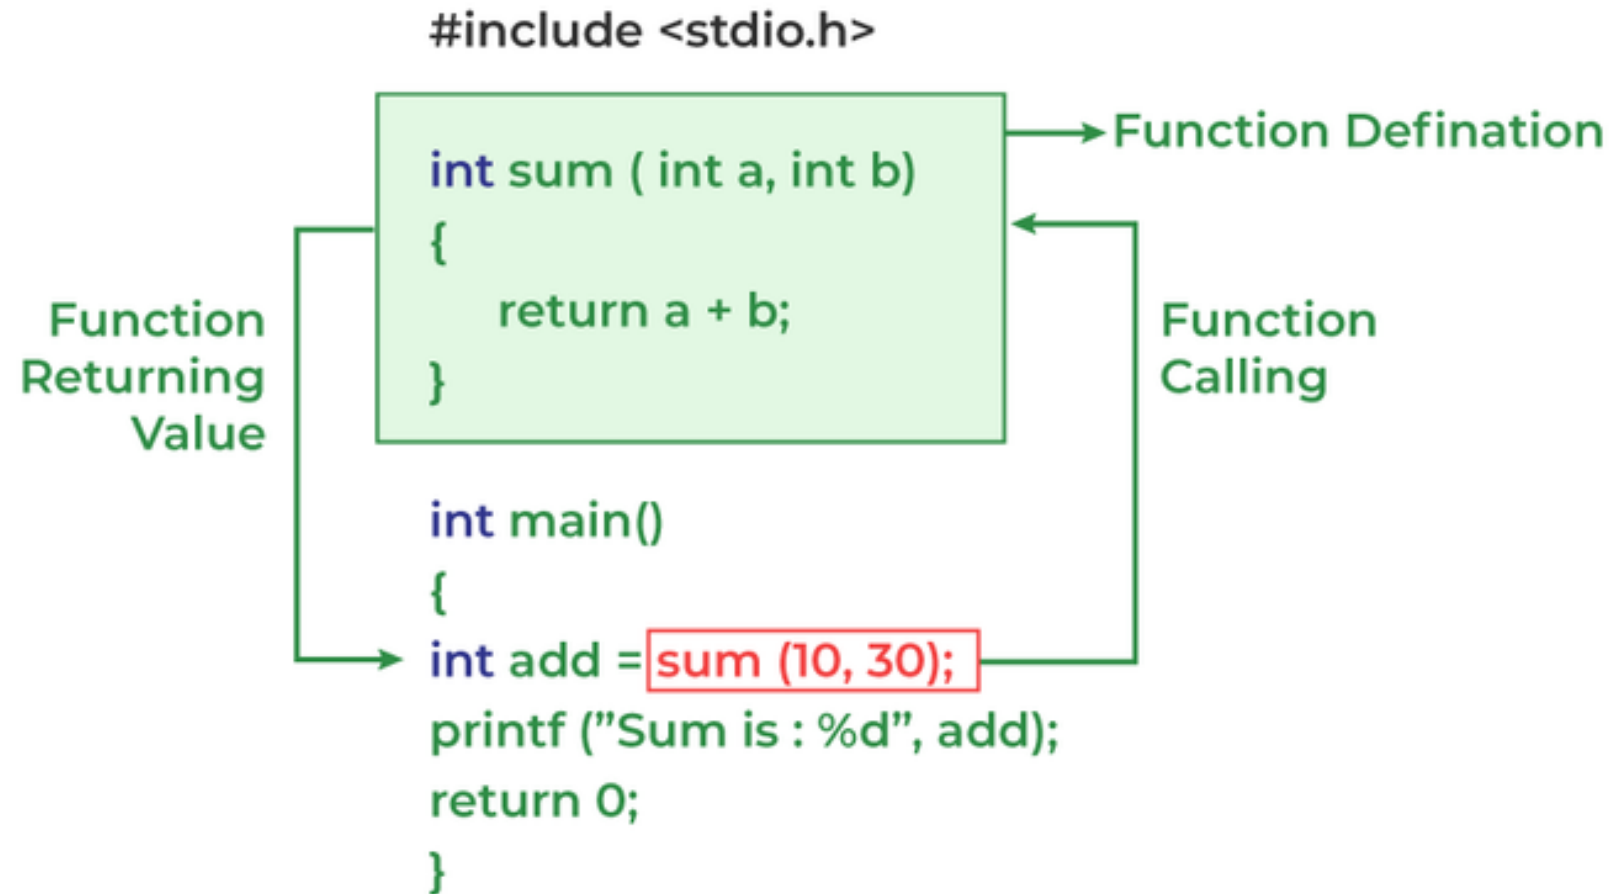 #include <stdio.h>
int sum ( int a, int b)
{
return a + b;
}
Function Defination
Function
Returning
Value
Function
Calling
int main()
{
int add = sum (10, 30);
printf (”Sum is : %d”, add);
return 0;
}